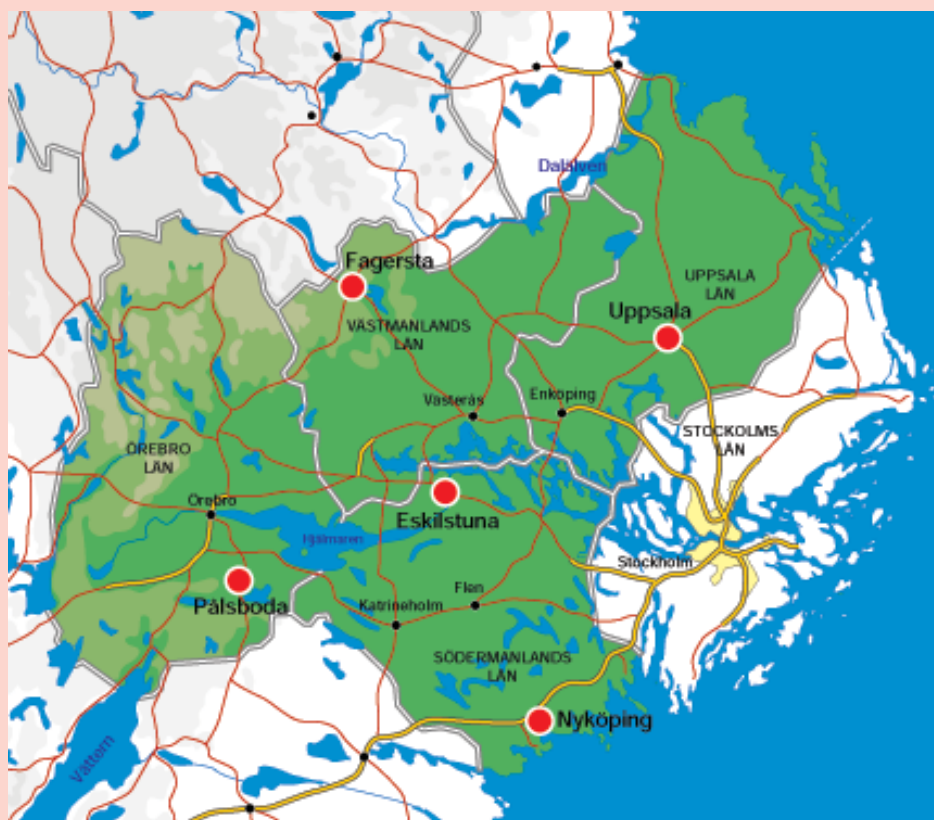 Dalälven
Fagersta
UPPSALA
LÄN
Uppsala
VÄSTMANLANDS
LÄN
Västerås
Enköping
STOCKOLMS
LÄN
ÖREBRO
LÄN
Örebro
Eskilstuna
Hjälmaren
Stockholm
Flen
Pålsboda
Katrineholm
SÖDERMANLANDS
LÄN
Nyköping
Vättern